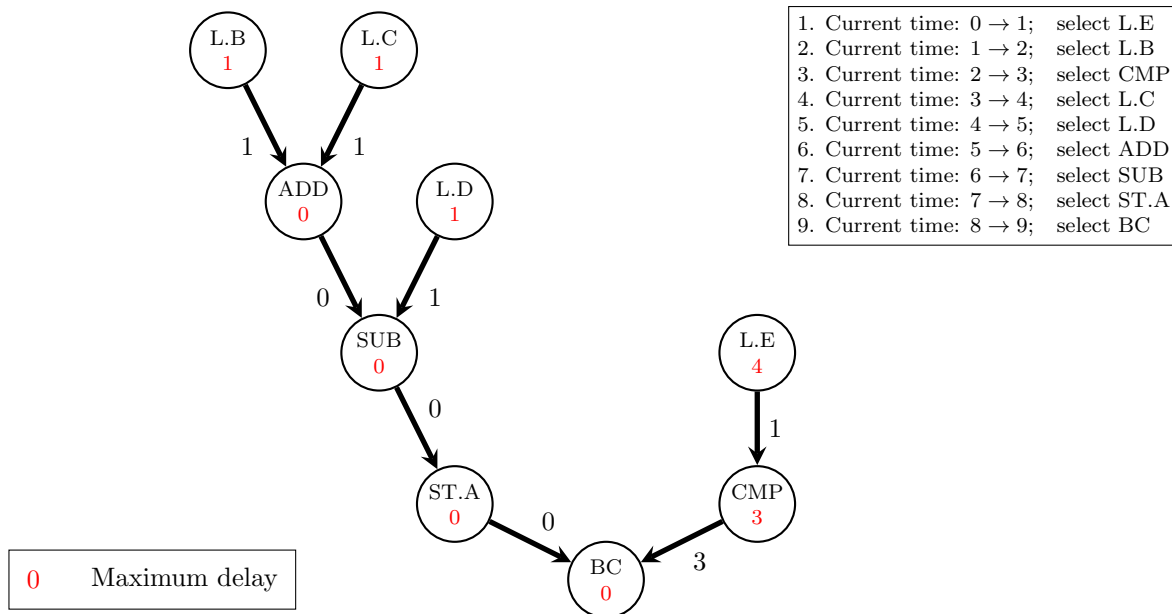 L.B
1
L.C
1
1. Current time: 0 → 1; select L.E
2. Current time: 1 → 2; select L.B
3. Current time: 2 → 3; select CMP
4. Current time: 3 → 4; select L.C
5. Current time: 4 → 5; select L.D
6. Current time: 5 → 6; select ADD
7. Current time: 6 → 7; select SUB
8. Current time: 7 → 8; select ST.A
9. Current time: 8 → 9; select BC
1
1
ADD
0
L.D
1
0
1
SUB
0
L.E
4
0
1
ST.A
0
CMP
3
0
3
BC
0
0 Maximum delay